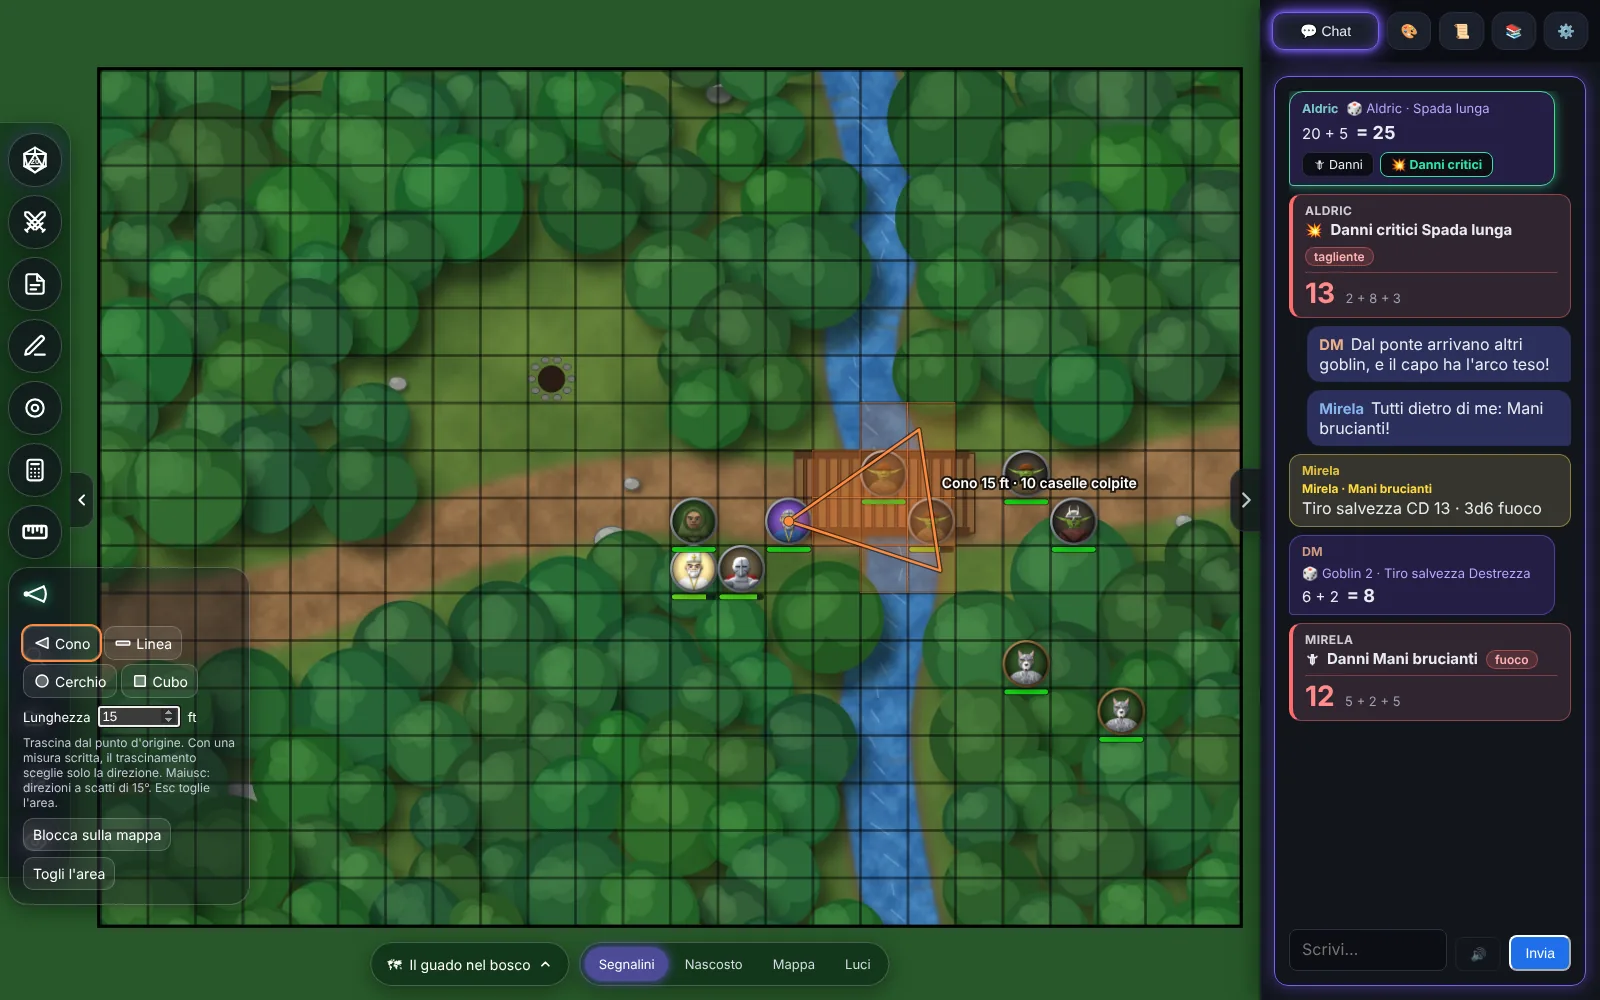 💬 Chat
Aldric 🎲 Aldric · Spada lunga
20 + 5 = 25
🗡 Danni 💥 Danni critici
ALDRIC
💥 Danni critici Spada lunga
tagliente
13 2 + 8 + 3
DM Dal ponte arrivano altri
goblin, e il capo ha l'arco teso!
Mirela Tutti dietro di me: Mani
brucianti!
Mirela
Mirela · Mani brucianti
Tiro salvezza CD 13 · 3d6 fuoco
DM
🎲 Goblin 2 · Tiro salvezza Destrezza
6 + 2 = 8
MIRELA
🗡 Danni Mani brucianti fuoco
12 5 + 2 + 5
Scrivi...
Invia
Cono 15 ft · 10 caselle colpite
Cono Linea
Cerchio Cubo
Lunghezza 15 ft
Trascina dal punto d'origine. Con una
misura scritta, il trascinamento
sceglie solo la direzione. Maiusc:
direzioni a scatti di 15°. Esc toglie
l'area.
Blocca sulla mappa
Togli l'area
🗺 Il guado nel bosco
Segnalini Nascosto Mappa Luci